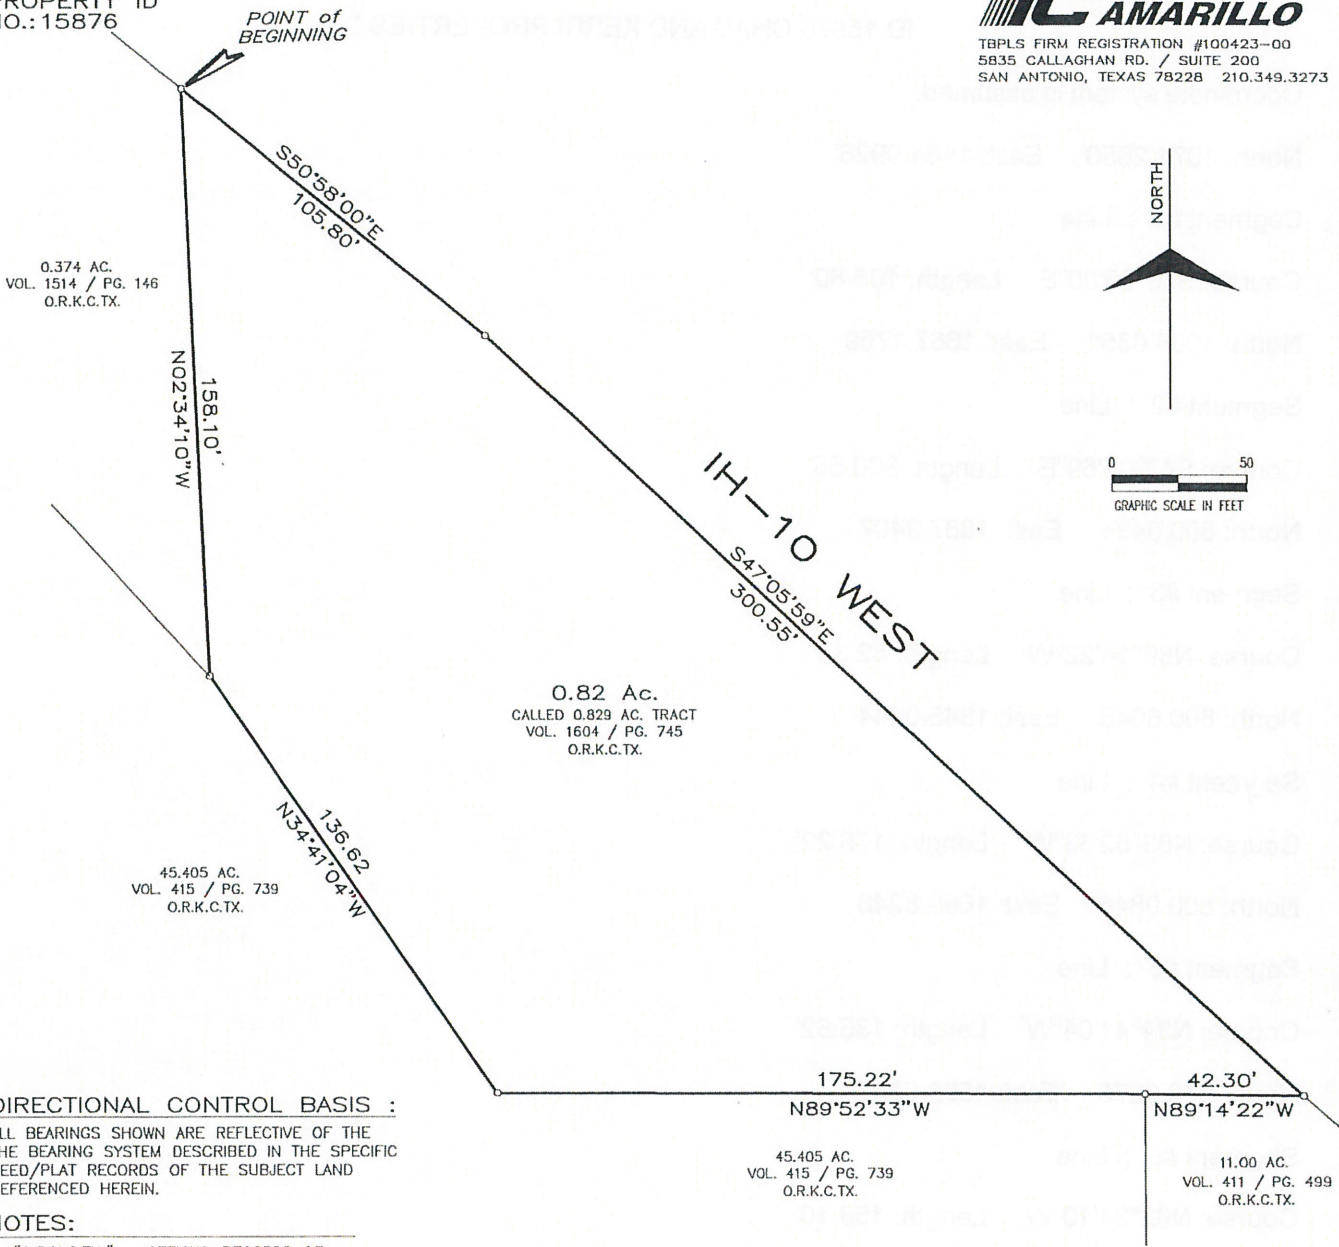 NO.: 15876
POINT of
BEGINNING
AMARILLO
TBPLS FIRM REGISTRATION #100423-00
5835 CALLAGHAN RD. / SUITE 200
SAN ANTONIO, TEXAS 78228 210.349.3273
S50°58'00"E
105.80'
NORTH
0.374 AC.
VOL. 1514 / PG. 146
O.R.K.C.TX.
158.10'
N02°34'10"W
0 50
GRAPHIC SCALE IN FEET
IH-10 WEST
S47°05'59"E
300.55'
0.82 Ac.
CALLED 0.829 AC. TRACT
VOL. 1604 / PG. 745
O.R.K.C.TX.
136.62
N34°41'04"W
45.405 AC.
VOL. 415 / PG. 739
O.R.K.C.TX.
175.22'
N89°52'33"W
42.30'
N89°14'22"W
45.405 AC.
VOL. 415 / PG. 739
O.R.K.C.TX.
11.00 AC.
VOL. 411 / PG. 499
O.R.K.C.TX.
DIRECTIONAL CONTROL BASIS :
LL BEARINGS SHOWN ARE REFLECTIVE OF THE
HE BEARING SYSTEM DESCRIBED IN THE SPECIFIC
EED/PLAT RECORDS OF THE SUBJECT LAND
EFERENCED HEREIN.
NOTES: